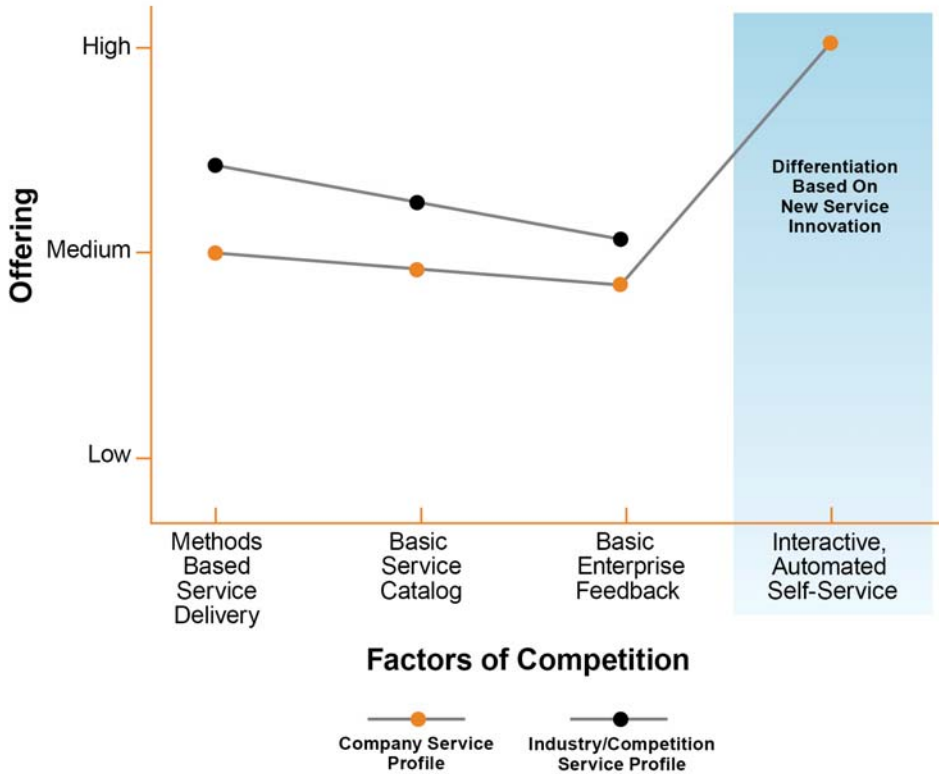 High
Medium
Low
Offering
Differentiation
Based On
New Service
Innovation
Methods
Based
Service
Delivery
Basic
Service
Catalog
Basic
Enterprise
Feedback
Interactive,
Automated
Self-Service
Factors of Competition
Company Service
Profile
Industry/Competition
Service Profile